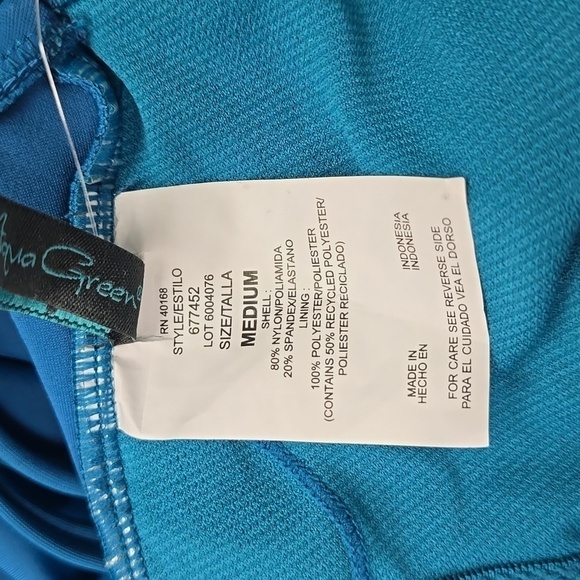 Aqua Green
RN 40168
STYLE/ESTILO
677452
LOT 6004076
SIZE/TALLA
MEDIUM
SHELL :
80% NYLON/POLIAMIDA
20% SPANDEX/ELASTANO
LINING :
100% POLYESTER/POLIESTER
(CONTAINS 50% RECYCLED POLYESTER/
POLIESTER RECICLADO)
MADE IN INDONESIA
HECHO EN INDONESIA
FOR CARE SEE REVERSE SIDE
PARA EL CUIDADO VEA EL DORSO